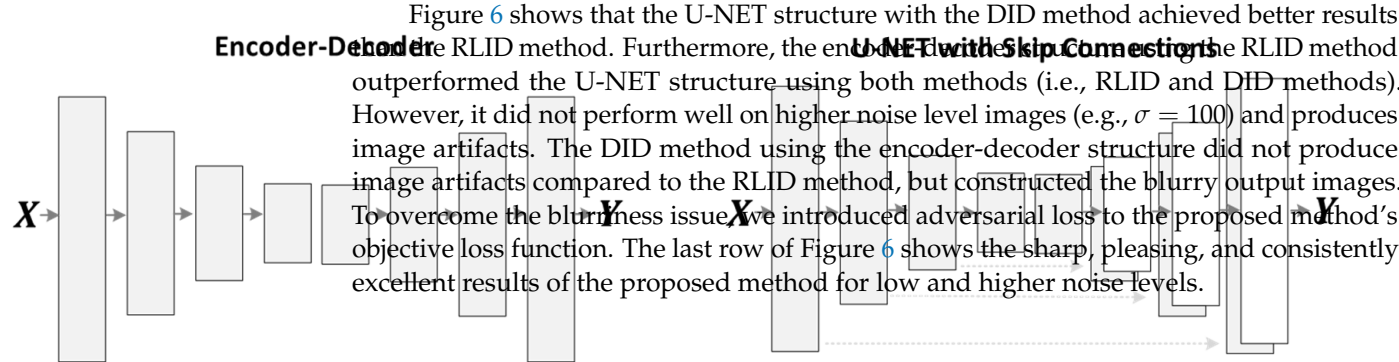 Figure 6 shows that the U-NET structure with the DID method achieved better results
Encoder-Decoder
U-NET with Skip Connections
than the RLID method. Furthermore, the encoder-decoder structure using the RLID method
outperformed the U-NET structure using both methods (i.e., RLID and DID methods).
However, it did not perform well on higher noise level images (e.g., σ = 100) and produces
image artifacts. The DID method using the encoder-decoder structure did not produce
image artifacts compared to the RLID method, but constructed the blurry output images.
X
Y
X
Y
To overcome the blurriness issue, we introduced adversarial loss to the proposed method's
objective loss function. The last row of Figure 6 shows the sharp, pleasing, and consistently
excellent results of the proposed method for low and higher noise levels.